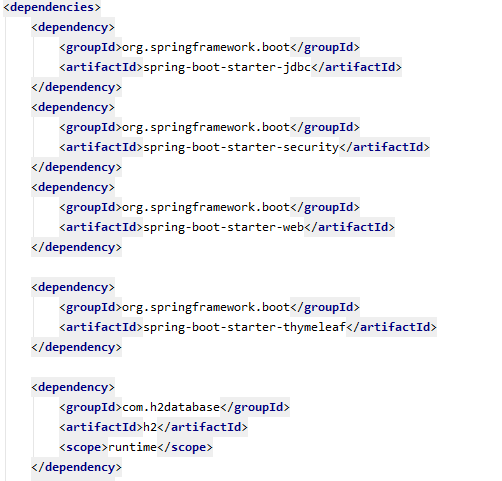 <dependencies>
<dependency>
<groupId>org.springframework.boot</groupId>
<artifactId>spring-boot-starter-jdbc</artifactId>
</dependency>
<dependency>
<groupId>org.springframework.boot</groupId>
<artifactId>spring-boot-starter-security</artifactId>
</dependency>
<dependency>
<groupId>org.springframework.boot</groupId>
<artifactId>spring-boot-starter-web</artifactId>
</dependency>
<dependency>
<groupId>org.springframework.boot</groupId>
<artifactId>spring-boot-starter-thymeleaf</artifactId>
</dependency>
<dependency>
<groupId>com.h2database</groupId>
<artifactId>h2</artifactId>
<scope>runtime</scope>
</dependency>